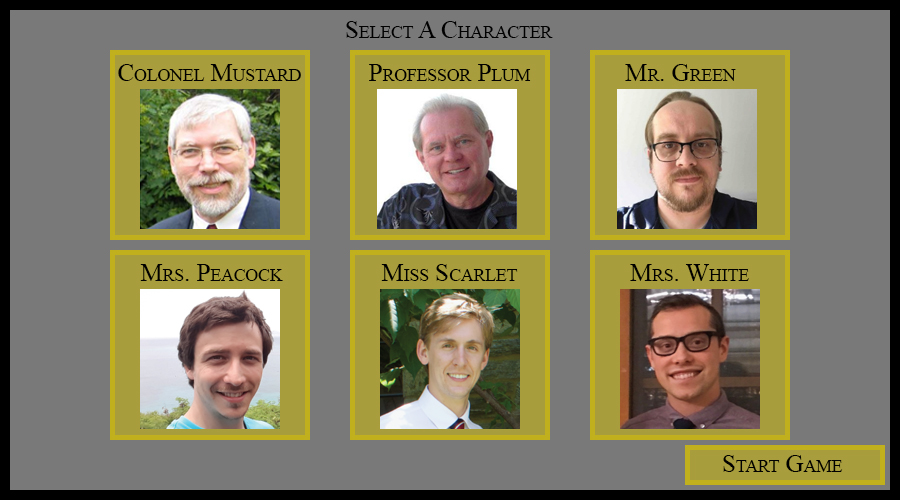 Select A Character
Colonel Mustard
Professor Plum
Mr. Green
Mrs. Peacock
Miss Scarlet
Mrs. White
Start Game